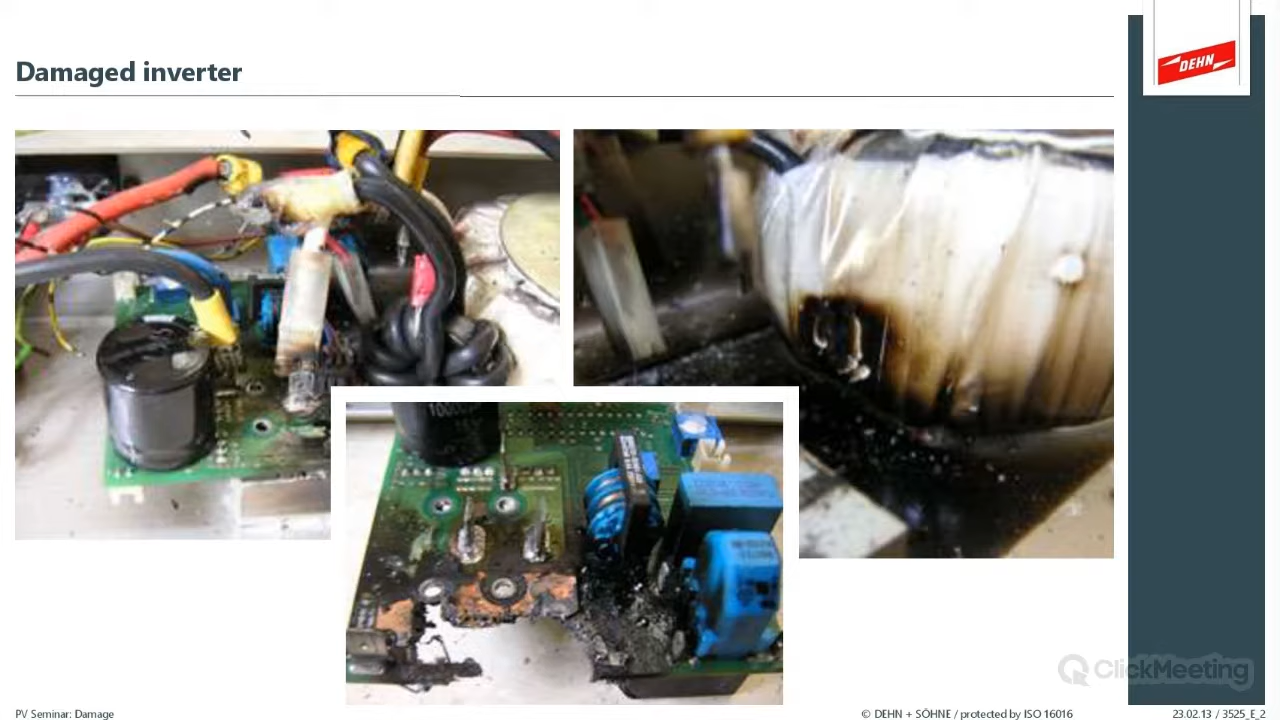 Damaged inverter
DEHN
ClickMeeting
PV Seminar: Damage
© DEHN + SÖHNE / protected by ISO 16016
23.02.13 / 3525_E_2